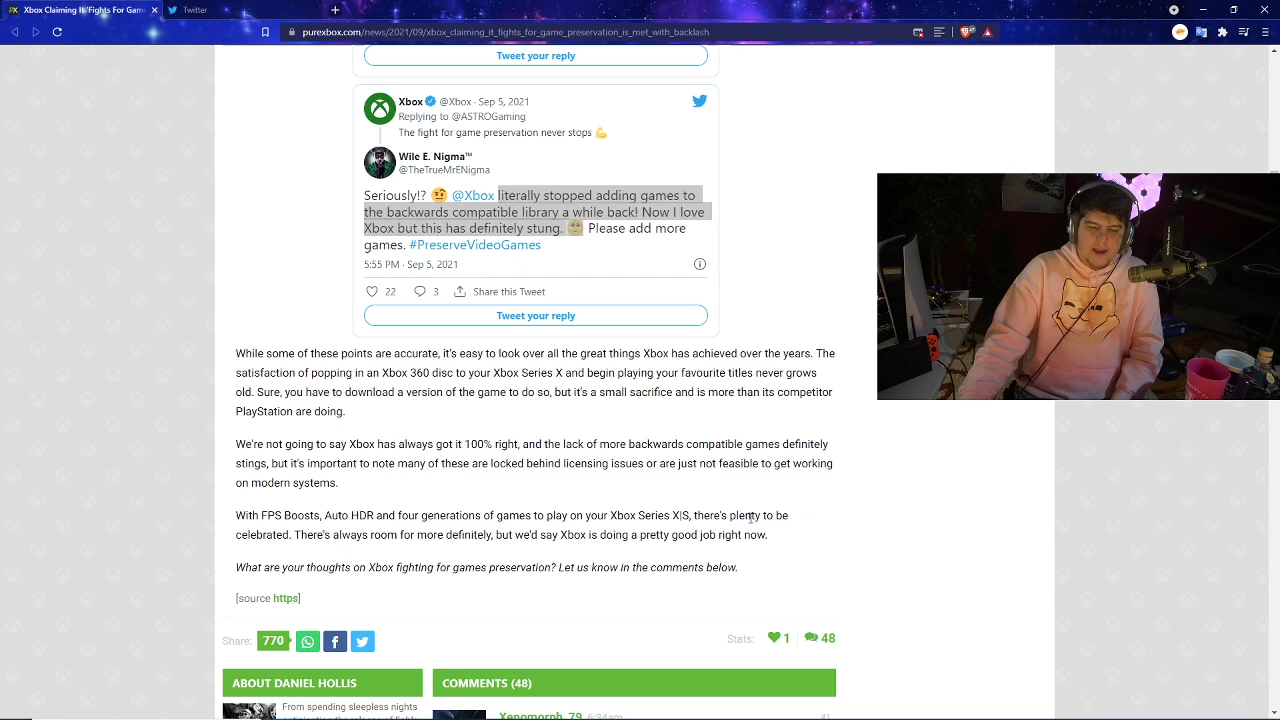 Xbox Claiming It 'Fights For Gam
Twitter
purexbox.com/news/2021/09/xbox_claiming_it_fights_for_game_preservation_is_met_with_backlash
Tweet your reply
Xbox @Xbox · Sep 5, 2021
Replying to @ASTROGaming
The fight for game preservation never stops 💪
Wile E. Nigma™
@TheTrueMrENigma
Seriously!? 🤨 @Xbox literally stopped adding games to
the backwards compatible library a while back! Now I love
Xbox but this has definitely stung. Please add more
games. #PreserveVideoGames
5:55 PM · Sep 5, 2021
22 3 Share this Tweet
Tweet your reply
While some of these points are accurate, it's easy to look over all the great things Xbox has achieved over the years. The
satisfaction of popping in an Xbox 360 disc to your Xbox Series X and begin playing your favourite titles never grows
old. Sure, you have to download a version of the game to do so, but it's a small sacrifice and is more than its competitor
PlayStation are doing.
We're not going to say Xbox has always got it 100% right, and the lack of more backwards compatible games definitely
stings, but it's important to note many of these are locked behind licensing issues or are just not feasible to get working
on modern systems.
With FPS Boosts, Auto HDR and four generations of games to play on your Xbox Series X|S, there's plenty to be
celebrated. There's always room for more definitely, but we'd say Xbox is doing a pretty good job right now.
What are your thoughts on Xbox fighting for games preservation? Let us know in the comments below.
[source https]
Share: 770
Stats: 1 48
ABOUT DANIEL HOLLIS
COMMENTS (48)
From spending sleepless nights
Xenomorph_79 6:34am
#1